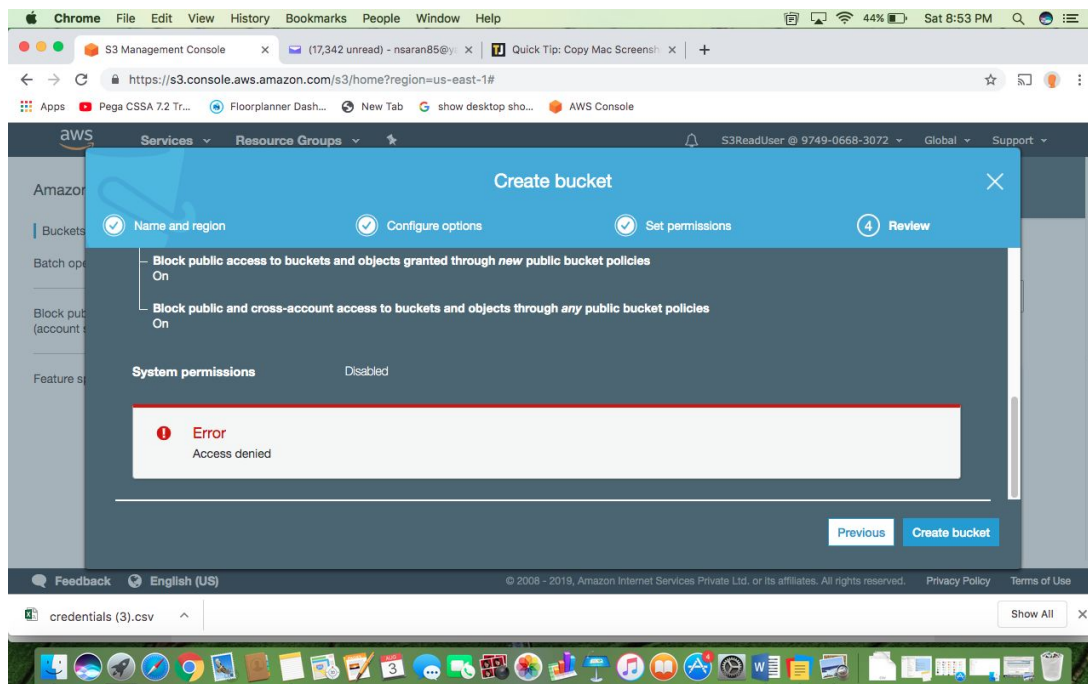 Chrome File Edit View History Bookmarks People Window Help 44% Sat 8:53 PM
S3 Management Console (17,342 unread) - nsaran85@y Quick Tip: Copy Mac Screensh
https://s3.console.aws.amazon.com/s3/home?region=us-east-1#
Apps Pega CSSA 7.2 Tr... Floorplanner Dash... New Tab show desktop sho... AWS Console
aws Services Resource Groups S3ReadUser @ 9749-0668-3072 Global Support
Create bucket
Amazon
Name and region Configure options Set permissions 4 Review
Buckets
Block public access to buckets and objects granted through new public bucket policies
On
Batch ope
Block public and cross-account access to buckets and objects through any public bucket policies
On
Block pub
(account s
System permissions Disabled
Feature sp
Error
Access denied
Previous Create bucket
Feedback English (US) © 2008 - 2019, Amazon Internet Services Private Ltd. or its affiliates. All rights reserved. Privacy Policy Terms of Use
credentials (3).csv Show All